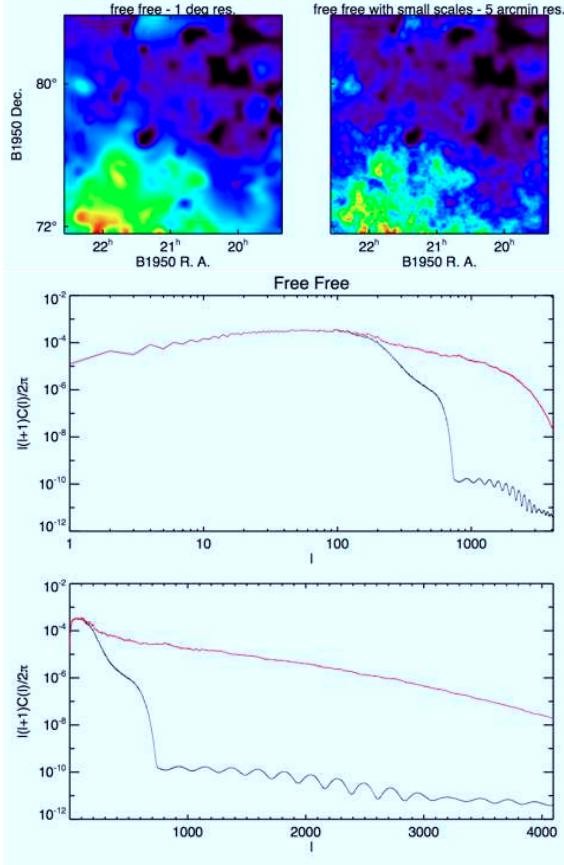 free free - 1 deg res.
free free with small scales - 5 arcmin res.
80°
B1950 Dec.
72°
22h 21h 20h
22h 21h 20h
B1950 R. A.
B1950 R. A.
Free Free
10-2
10-4
10-6
10-8
10-10
10-12
l(l+1)C(l)/2π
1 10 100 1000
l
10-2
10-4
10-6
10-8
10-10
10-12
l(l+1)C(l)/2π
1000 2000 3000 4000
l